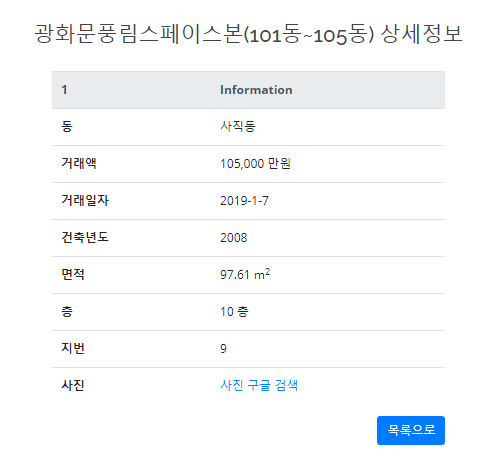 광화문풍림스페이스본(101동~105동) 상세정보
1 Information
동 사직동
거래액 105,000 만원
거래일자 2019-1-7
건축년도 2008
면적 97.61 m²
층 10 층
지번 9
사진 사진 구글 검색
목록으로